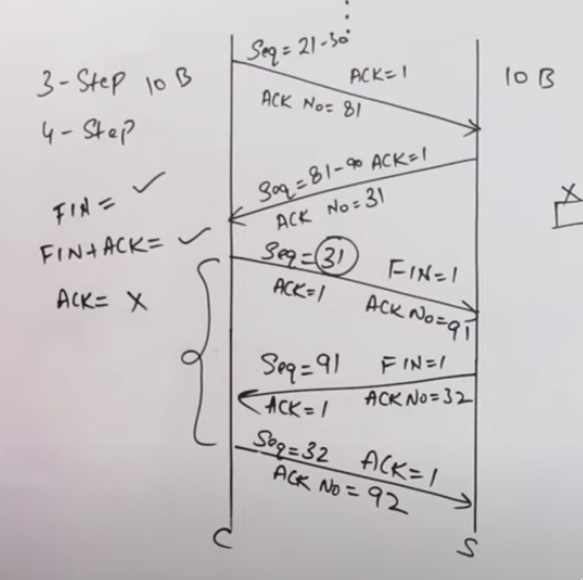 Seq = 21-30
3-Step 10 B
ACK=1
10 B
ACK No= 81
4-Step
Seq = 81-90 ACK=1
ACK No=31
FIN= ✓
FIN+ACK= ✓
Seq = 31 FIN=1
ACK=1
ACK No=91
ACK= X
X
Seq = 91 FIN=1
ACK=1 ACK No=32
Seq=32 ACK=1
ACK No = 92
C S